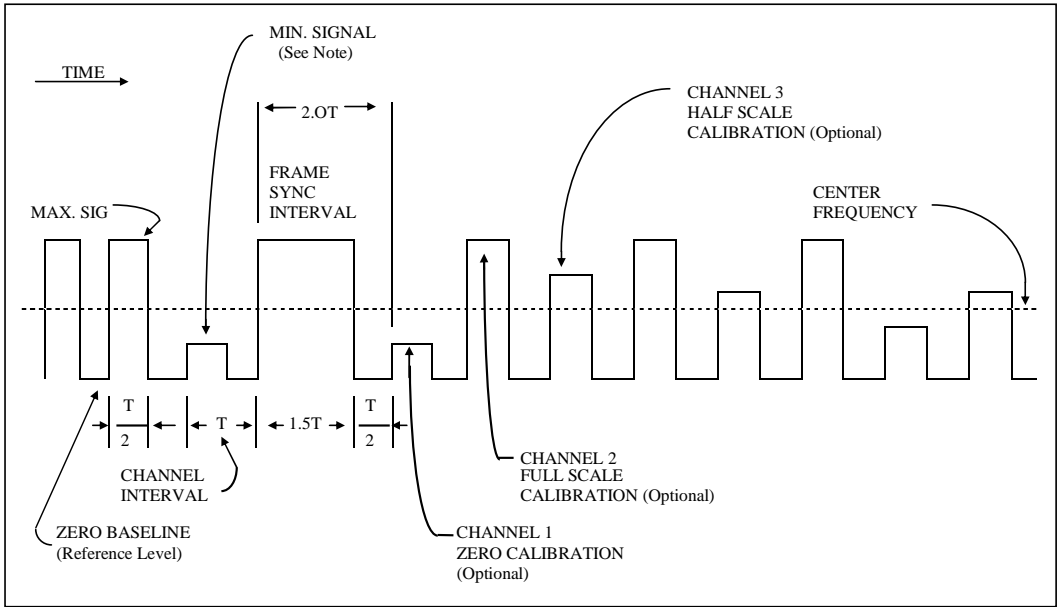 MIN. SIGNAL
(See Note)
TIME
2.OT
CHANNEL 3
HALF SCALE
CALIBRATION (Optional)
FRAME
SYNC
INTERVAL
CENTER
FREQUENCY
MAX. SIG
T
2
T
1.5T
T
2
CHANNEL
INTERVAL
CHANNEL 2
FULL SCALE
CALIBRATION (Optional)
ZERO BASELINE
(Reference Level)
CHANNEL 1
ZERO CALIBRATION
(Optional)